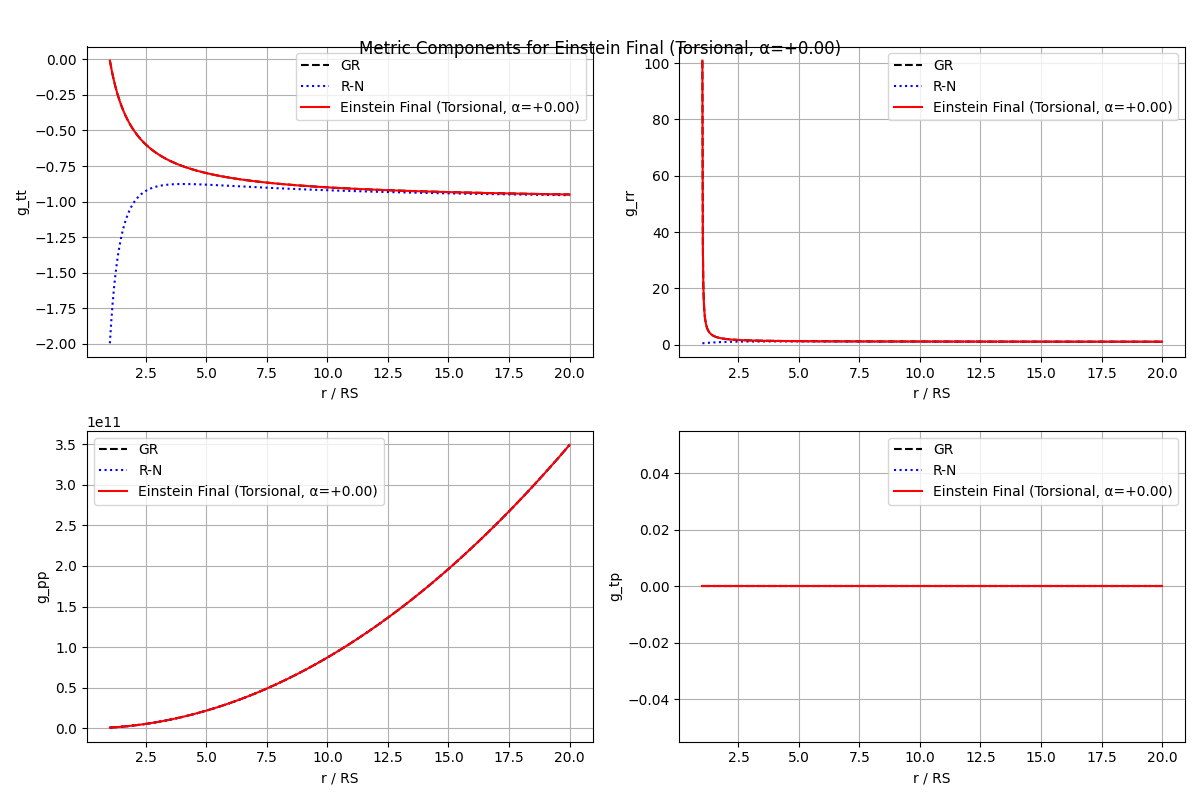 Metric Components for Einstein Final (Torsional, α=+0.00)
0.00
−0.25
−0.50
−0.75
−1.00
−1.25
−1.50
−1.75
−2.00
g_tt
GR
R-N
Einstein Final (Torsional, α=+0.00)
2.5 5.0 7.5 10.0 12.5 15.0 17.5 20.0
r / RS
100
80
60
40
20
0
g_rr
GR
R-N
Einstein Final (Torsional, α=+0.00)
2.5 5.0 7.5 10.0 12.5 15.0 17.5 20.0
r / RS
1e11
3.5
3.0
2.5
2.0
1.5
1.0
0.5
0.0
g_pp
GR
R-N
Einstein Final (Torsional, α=+0.00)
2.5 5.0 7.5 10.0 12.5 15.0 17.5 20.0
r / RS
0.04
0.02
0.00
−0.02
−0.04
g_tp
GR
R-N
Einstein Final (Torsional, α=+0.00)
2.5 5.0 7.5 10.0 12.5 15.0 17.5 20.0
r / RS